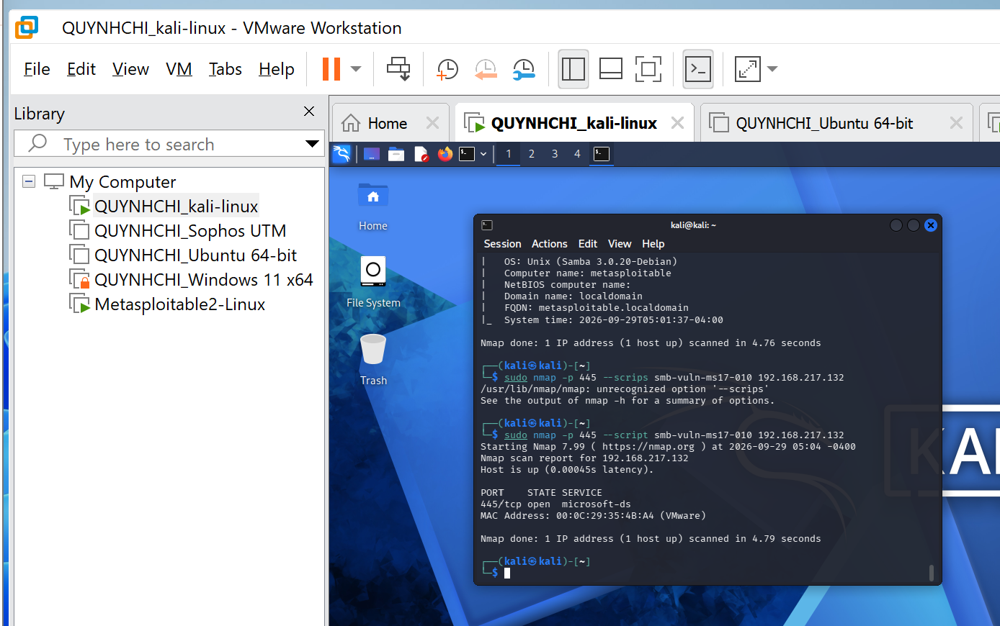 QUYNHCHI_kali-linux - VMware Workstation
File Edit View VM Tabs Help
Library
Type here to search
My Computer
QUYNHCHI_kali-linux
QUYNHCHI_Sophos UTM
QUYNHCHI_Ubuntu 64-bit
QUYNHCHI_Windows 11 x64
Metasploitable2-Linux
Home
QUYNHCHI_kali-linux
QUYNHCHI_Ubuntu 64-bit
1 2 3 4
Home
File System
Trash
kali@kali: ~
Session Actions Edit View Help
|   OS: Unix (Samba 3.0.20-Debian)
|   Computer name: metasploitable
|   NetBIOS computer name:
|   Domain name: localdomain
|   FQDN: metasploitable.localdomain
|_  System time: 2026-09-29T05:01:37-04:00
Nmap done: 1 IP address (1 host up) scanned in 4.76 seconds
┌──(kali㉿kali)-[~]
└─$ sudo nmap -p 445 --scrips smb-vuln-ms17-010 192.168.217.132
/usr/lib/nmap/nmap: unrecognized option '--scrips'
See the output of nmap -h for a summary of options.
┌──(kali㉿kali)-[~]
└─$ sudo nmap -p 445 --script smb-vuln-ms17-010 192.168.217.132
Starting Nmap 7.99 ( https://nmap.org ) at 2026-09-29 05:04 -0400
Nmap scan report for 192.168.217.132
Host is up (0.00045s latency).
PORT    STATE SERVICE
445/tcp open  microsoft-ds
MAC Address: 00:0C:29:35:4B:A4 (VMware)
Nmap done: 1 IP address (1 host up) scanned in 4.79 seconds
┌──(kali㉿kali)-[~]
└─$
KAL